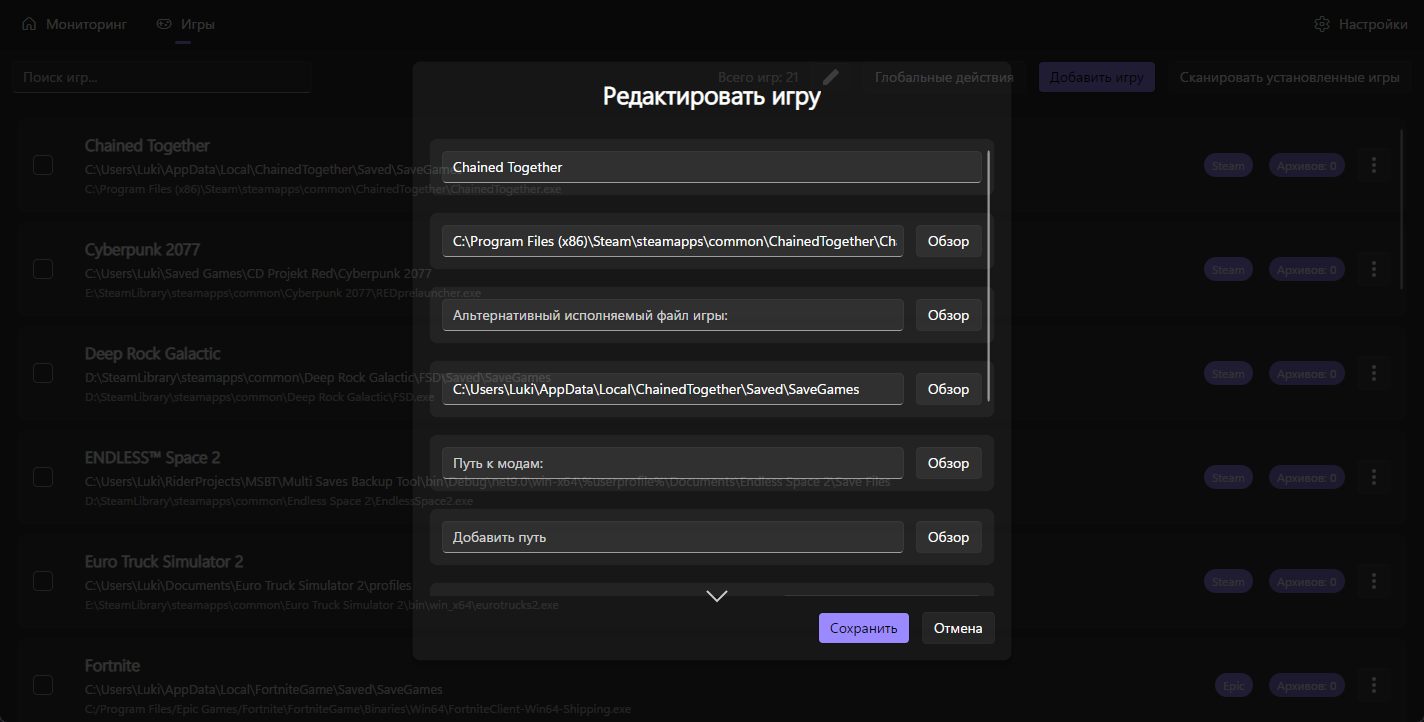 Мониторинг
Игры
Настройки
Поиск игр...
Всего игр: 21
Глобальные действия
Добавить игру
Сканировать установленные игры
Редактировать игру
Chained Together
C:\Users\Luki\AppData\Local\ChainedTogether\Saved\SaveGames
C:\Program Files (x86)\Steam\steamapps\common\ChainedTogether\ChainedTogether.exe
Steam
Архивов: 0
Cyberpunk 2077
C:\Users\Luki\Saved Games\CD Projekt Red\Cyberpunk 2077
E:\SteamLibrary\steamapps\common\Cyberpunk 2077\REDprelauncher.exe
Steam
Архивов: 0
Deep Rock Galactic
D:\SteamLibrary\steamapps\common\Deep Rock Galactic\FSD\Saved\SaveGames
D:\SteamLibrary\steamapps\common\Deep Rock Galactic\FSD.exe
Steam
Архивов: 0
ENDLESS™ Space 2
C:\Users\Luki\RiderProjects\MSBT\Multi Saves Backup Tool\bin\Debug\net9.0\win-x64\%userprofile%\Documents\Endless Space 2\Save Files
D:\SteamLibrary\steamapps\common\Endless Space 2\EndlessSpace2.exe
Steam
Архивов: 0
Euro Truck Simulator 2
C:\Users\Luki\Documents\Euro Truck Simulator 2\profiles
E:\SteamLibrary\steamapps\common\Euro Truck Simulator 2\bin\win_x64\eurotrucks2.exe
Steam
Архивов: 0
Fortnite
C:\Users\Luki\AppData\Local\FortniteGame\Saved\SaveGames
C:/Program Files/Epic Games/Fortnite\FortniteGame\Binaries\Win64\FortniteClient-Win64-Shipping.exe
Epic
Архивов: 0
Chained Together
C:\Program Files (x86)\Steam\steamapps\common\ChainedTogether\Cha
Обзор
Альтернативный исполняемый файл игры:
Обзор
C:\Users\Luki\AppData\Local\ChainedTogether\Saved\SaveGames
Обзор
Путь к модам:
Обзор
Добавить путь
Обзор
Сохранить
Отмена